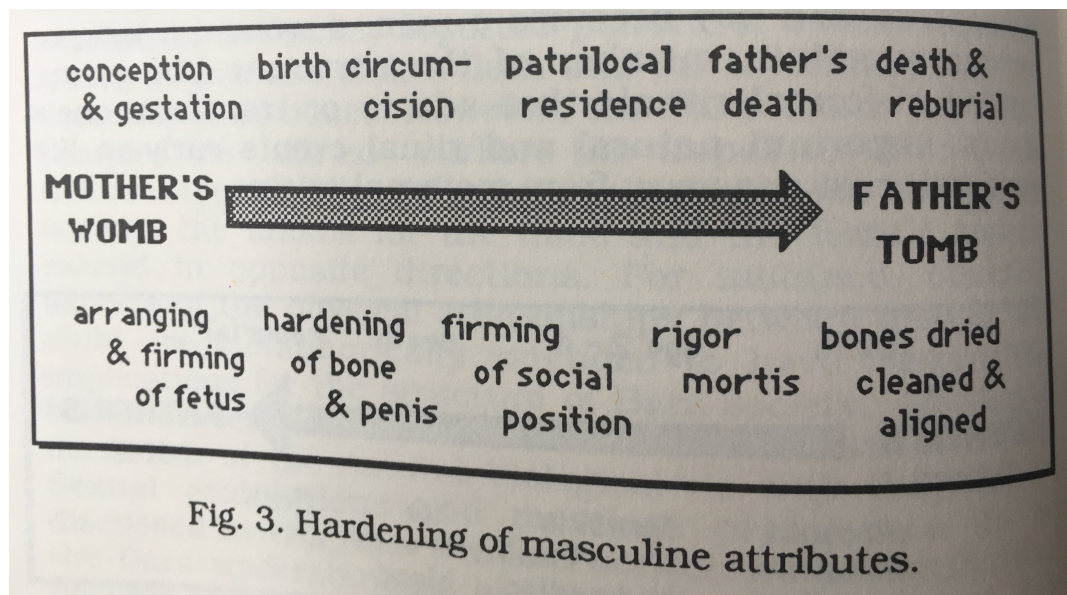 conception birth circum- patrilocal father's death &
& gestation cision residence death reburial
MOTHER'S FATHER'S
WOMB TOMB
arranging hardening firming rigor bones dried
& firming of bone of social mortis cleaned &
of fetus & penis position aligned
Fig. 3. Hardening of masculine attributes.